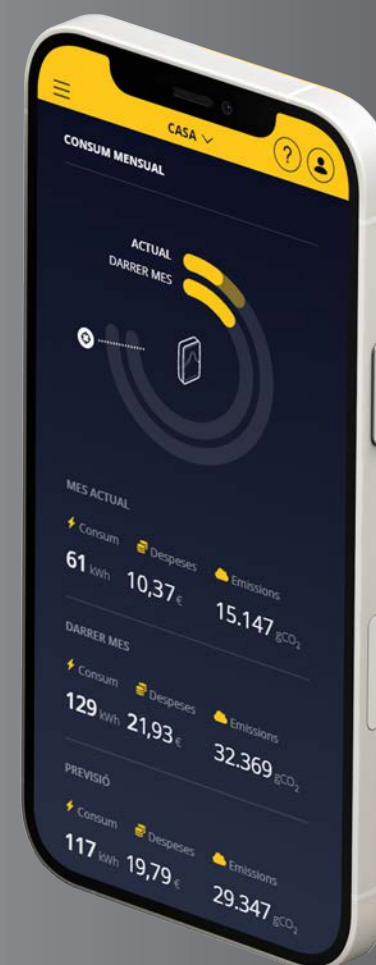 CASA
?
CONSUM MENSUAL
ACTUAL
DARRER MES
MES ACTUAL
Consum Despeses Emissions
61 kWh 10,37 € 15.147 gCO₂
DARRER MES
Consum Despeses Emissions
129 kWh 21,93 € 32.369 gCO₂
PREVISIÓ
Consum Despeses Emissions
117 kWh 19,79 € 29.347 gCO₂